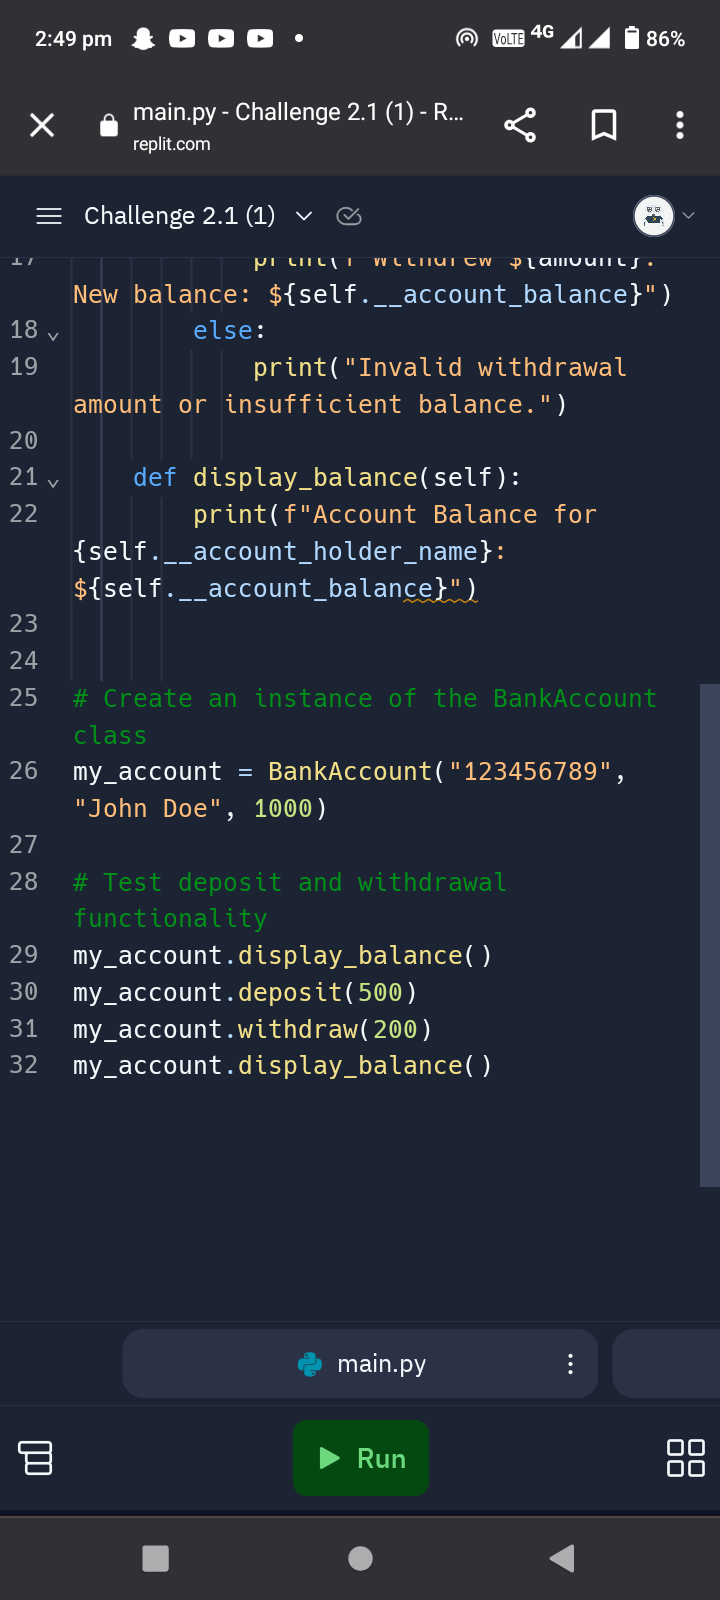 2:49 pm VoLTE 4G 86%
main.py - Challenge 2.1 (1) - R...
replit.com
Challenge 2.1 (1)
17 print(f"Withdrew ${amount}.
New balance: ${self.__account_balance}")
18 else:
19 print("Invalid withdrawal
amount or insufficient balance.")
20
21 def display_balance(self):
22 print(f"Account Balance for
{self.__account_holder_name}:
${self.__account_balance}")
23
24
25 # Create an instance of the BankAccount
class
26 my_account = BankAccount("123456789",
"John Doe", 1000)
27
28 # Test deposit and withdrawal
functionality
29 my_account.display_balance()
30 my_account.deposit(500)
31 my_account.withdraw(200)
32 my_account.display_balance()
main.py
Run